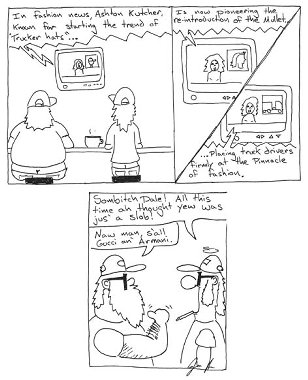 In fashion news, Ashton Kutcher,
known for starting the trend of
"Trucker hats"...
Is now pioneering the
re-introduction of the Mullet,
...Placing truck drivers
firmly at the Pinnacle
of fashion.
Sombitch Dale! All this
time ah thought yew was
jus' a slob!
Naw man, s'all
Gucci an' Armani.